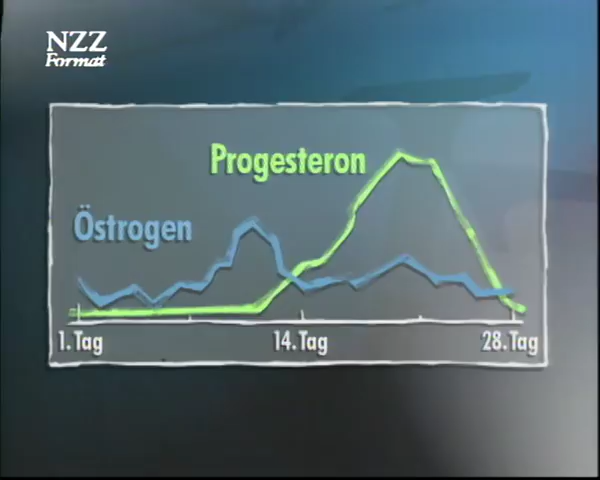 NZZ
Format
Progesteron
Östrogen
1. Tag
14. Tag
28. Tag